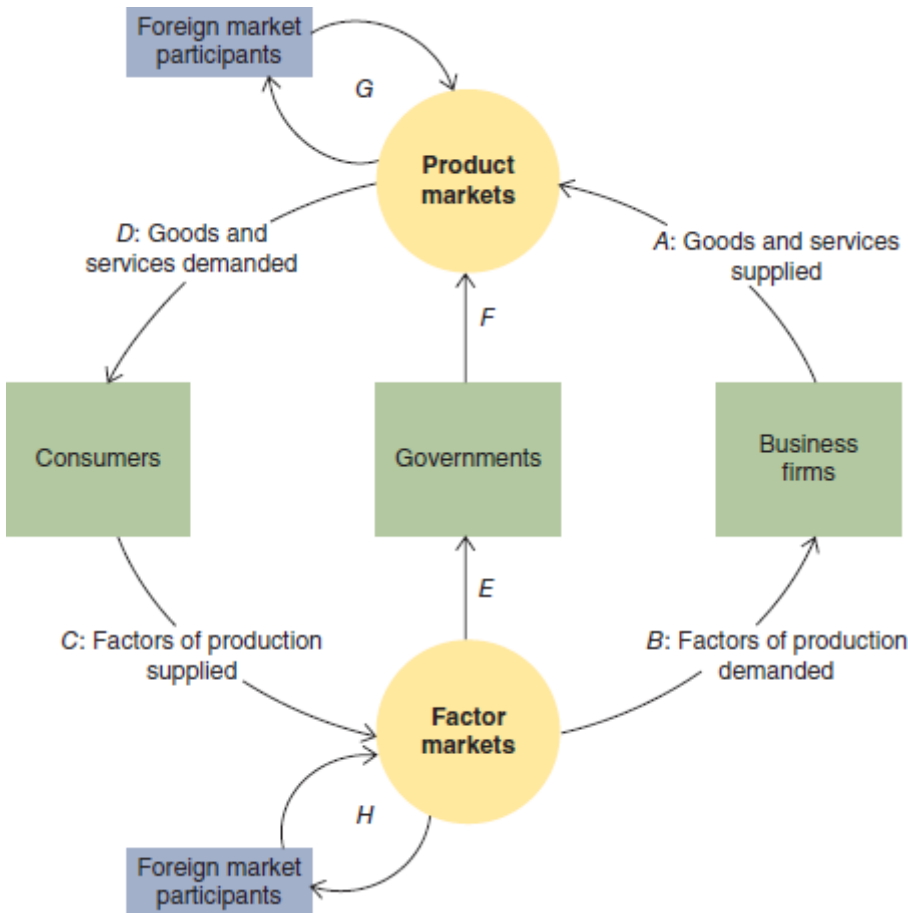 Foreign market
participants
G
Product
markets
D: Goods and
services demanded
A: Goods and services
supplied
F
Consumers
Governments
Business
firms
E
C: Factors of production
supplied
B: Factors of production
demanded
Factor
markets
H
Foreign market
participants